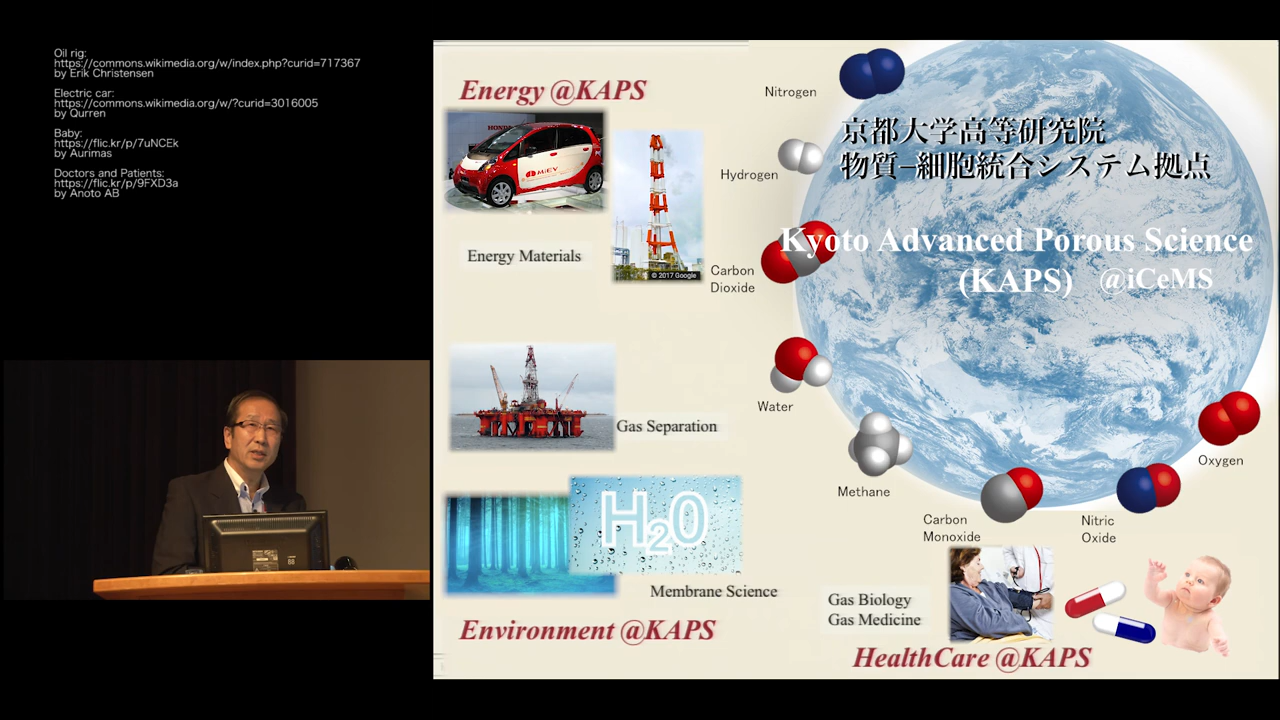 Oil rig:
https://commons.wikimedia.org/w/index.php?curid=717367
by Erik Christensen
Electric car:
https://commons.wikimedia.org/w/?curid=3016005
by Qurren
Baby:
https://flic.kr/p/7uNCEk
by Aurimas
Doctors and Patients:
https://flic.kr/p/9FXD3a
by Anoto AB
Energy @KAPS
HONDA
MiEV
© 2017 Google
Energy Materials
Gas Separation
H2O
Membrane Science
Environment @KAPS
Nitrogen
Hydrogen
Carbon
Dioxide
Water
Methane
Carbon
Monoxide
Nitric
Oxide
Oxygen
京都大学高等研究院
物質−細胞統合システム拠点
Kyoto Advanced Porous Science
(KAPS) @iCeMS
Gas Biology
Gas Medicine
HealthCare @KAPS